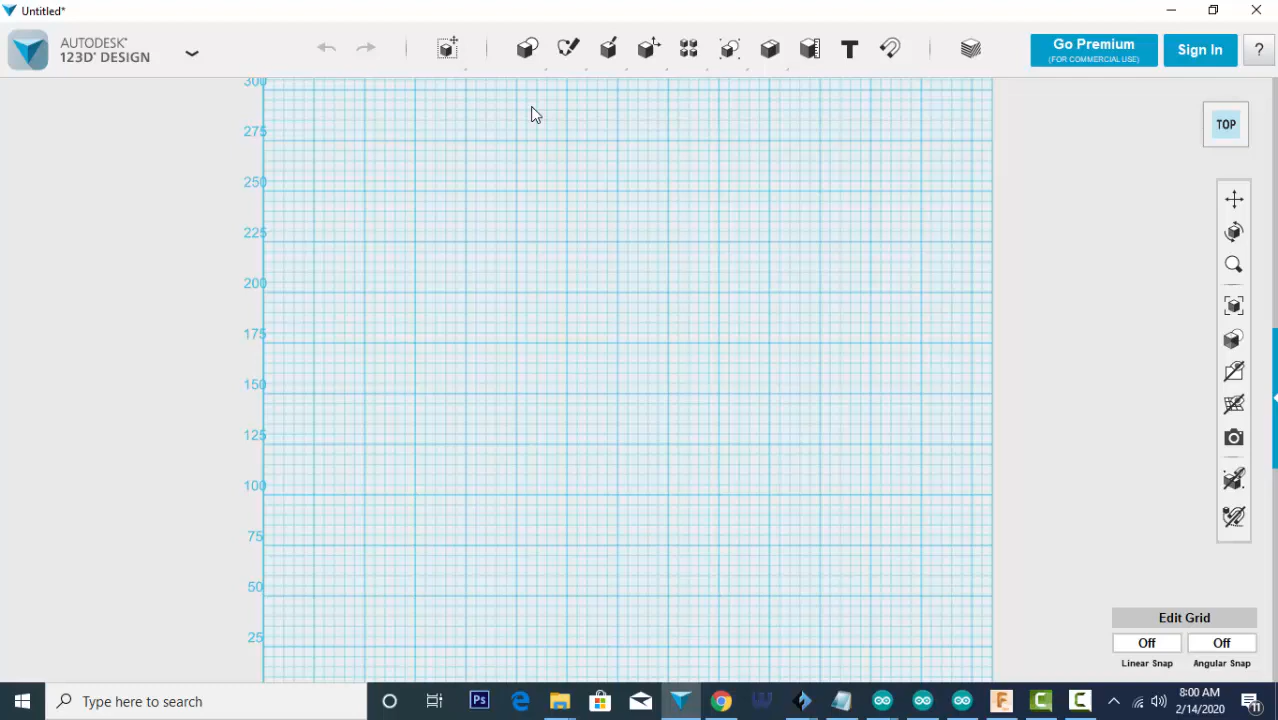 Untitled*
AUTODESK®
123D® DESIGN
Go Premium
(FOR COMMERCIAL USE)
Sign In
?
TOP
300
275
250
225
200
175
150
125
100
75
50
25
Edit Grid
Off
Off
Linear Snap
Angular Snap
Type here to search
Ps
8:00 AM
2/14/2020
11